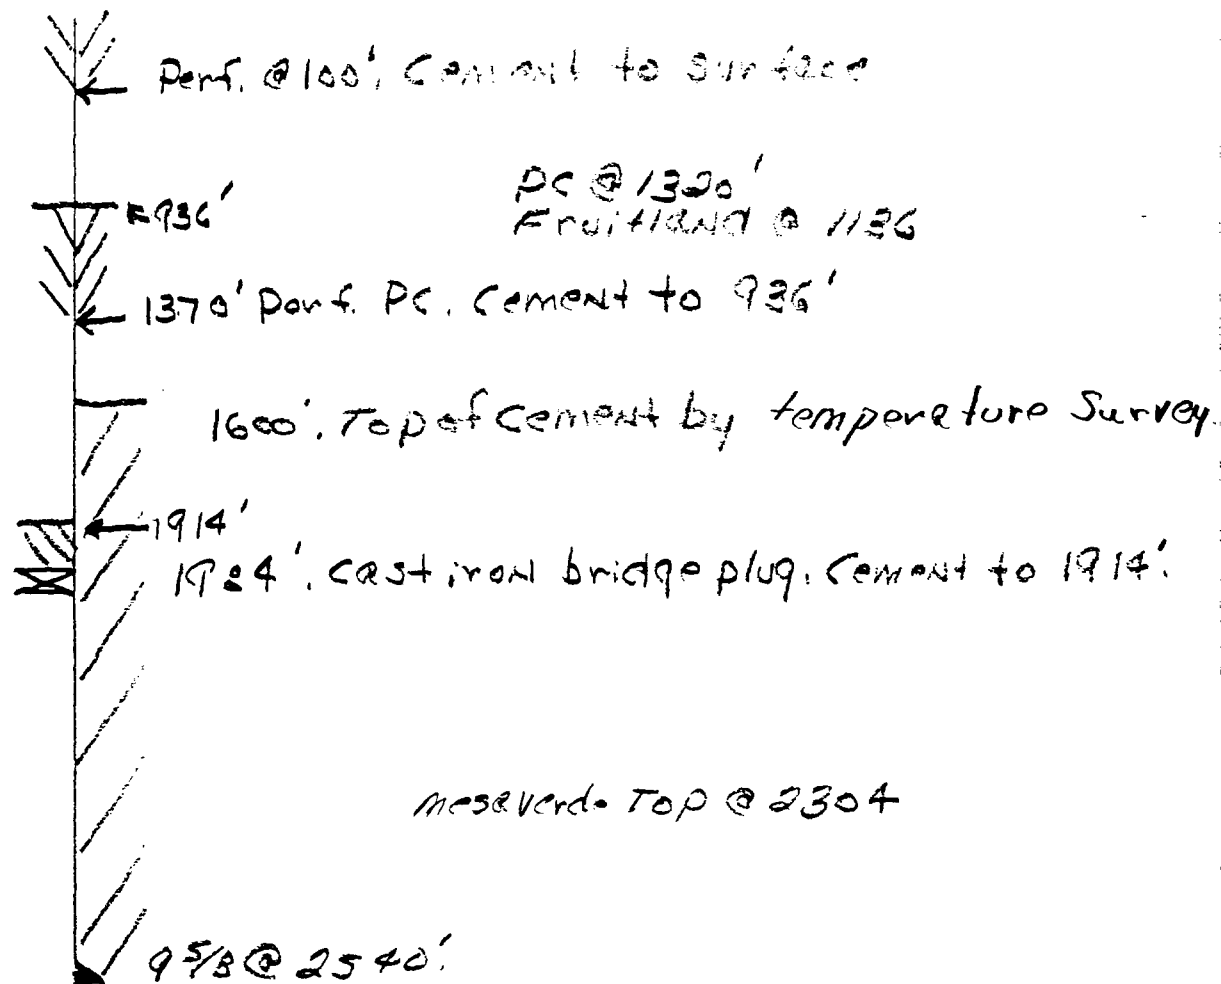 Perf. @ 100'. Cement to surface
936'
PC @ 1320'
Fruitland @ 1136
1370' Perf. PC. Cement to 936'
1600'. Top of Cement by temperature Survey.
1914'
1984'. Cast iron bridge plug. Cement to 1914'.
Mesaverde Top @ 2304
9 5/8 @ 2540'.